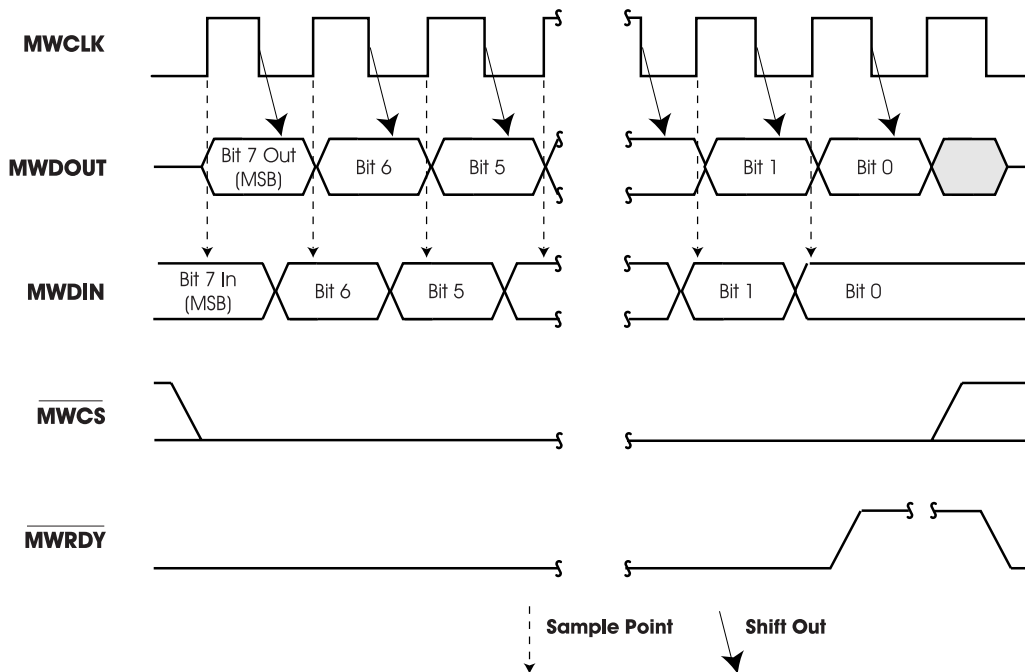 MWCLK
MWDOUT
Bit 7 Out
(MSB)
Bit 6
Bit 5
Bit 1
Bit 0
MWDIN
Bit 7 In
(MSB)
Bit 6
Bit 5
Bit 1
Bit 0
MWCS
MWRDY
Sample Point
Shift Out